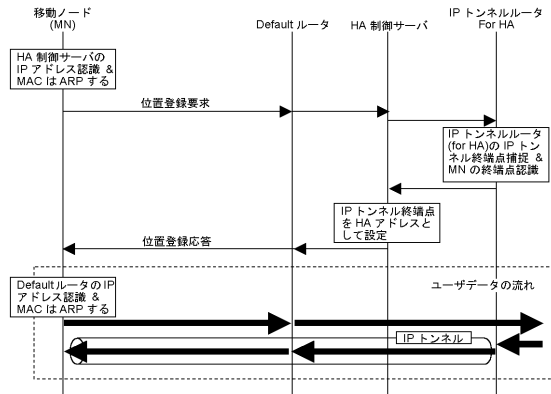 移動ノード
(MN)
Default ルータ
HA 制御サーバ
IP トンネルルータ
For HA
HA 制御サーバの
IP アドレス認識 &
MAC は ARP する
位置登録要求
IP トンネルルータ
(for HA)の IP トン
ネル終端点捕捉 &
MN の終端点認識
IP トンネル終端点
を HA アドレスと
して設定
位置登録応答
Defaultルータの IP
アドレス認識 &
MAC は ARP する
ユーザデータの流れ
IP トンネル